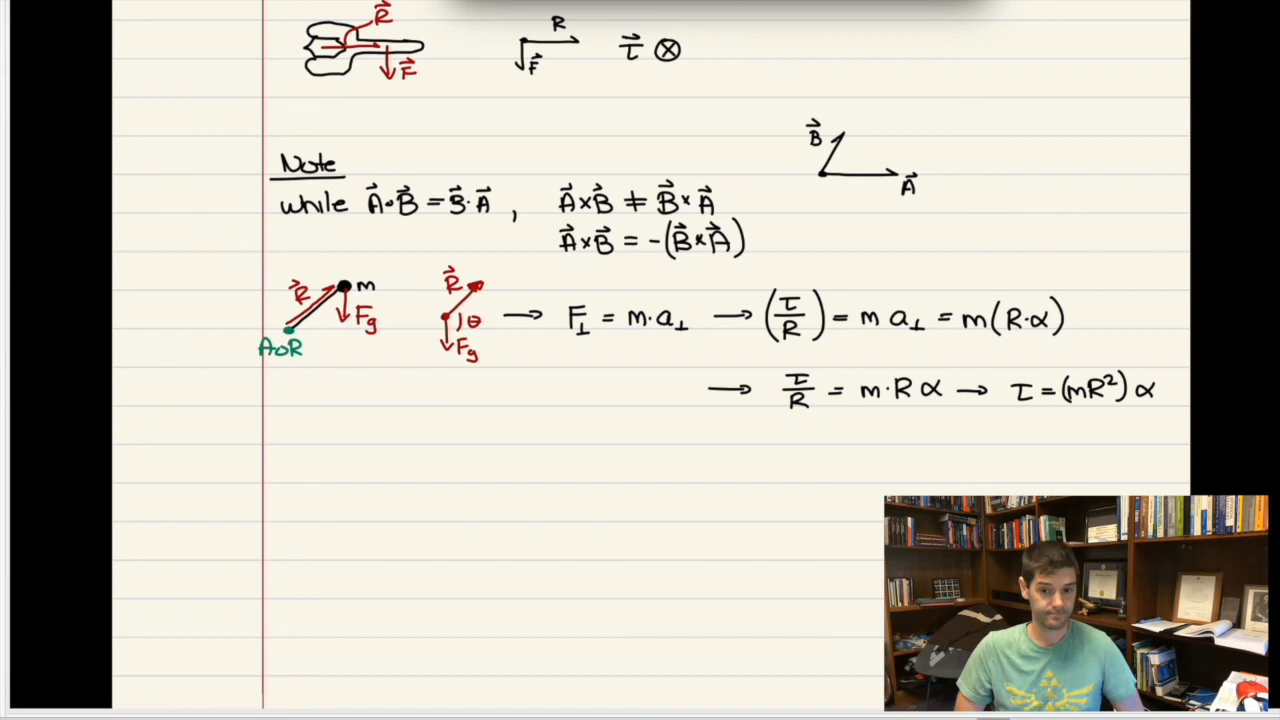 R⃗
F⃗
R
F⃗
τ⃗ ⊗
B⃗
A⃗
Note
while A⃗·B⃗ = B⃗·A⃗ , A⃗×B⃗ ≠ B⃗×A⃗
A⃗×B⃗ = -(B⃗×A⃗)
R⃗ m
Fg
AoR
R⃗
θ
Fg
→ F⊥ = m·a⊥ → (τ/R) = m a⊥ = m(R·α)
→ τ/R = m·R α → τ = (mR²) α